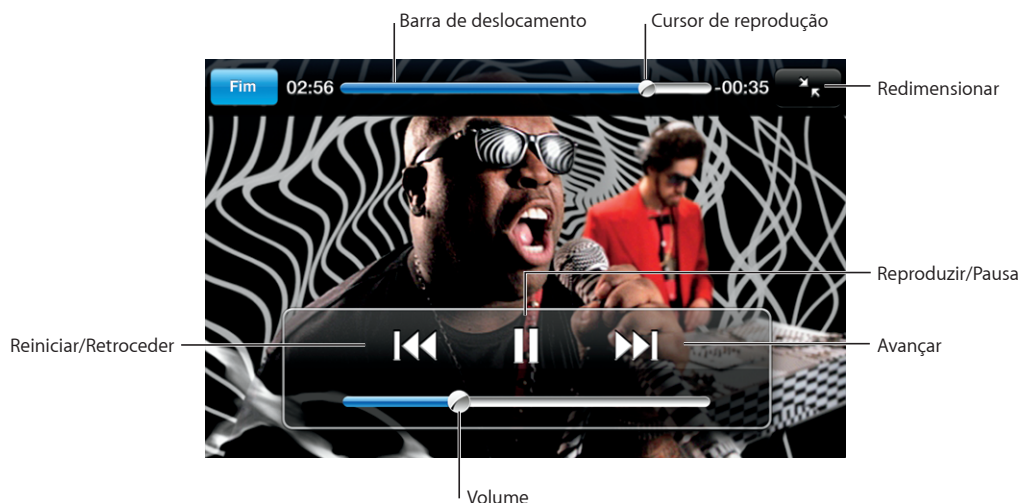 Barra de deslocamento
Cursor de reprodução
Fim
02:56
-00:35
Redimensionar
Reproduzir/Pausa
Reiniciar/Retroceder
Avançar
Volume